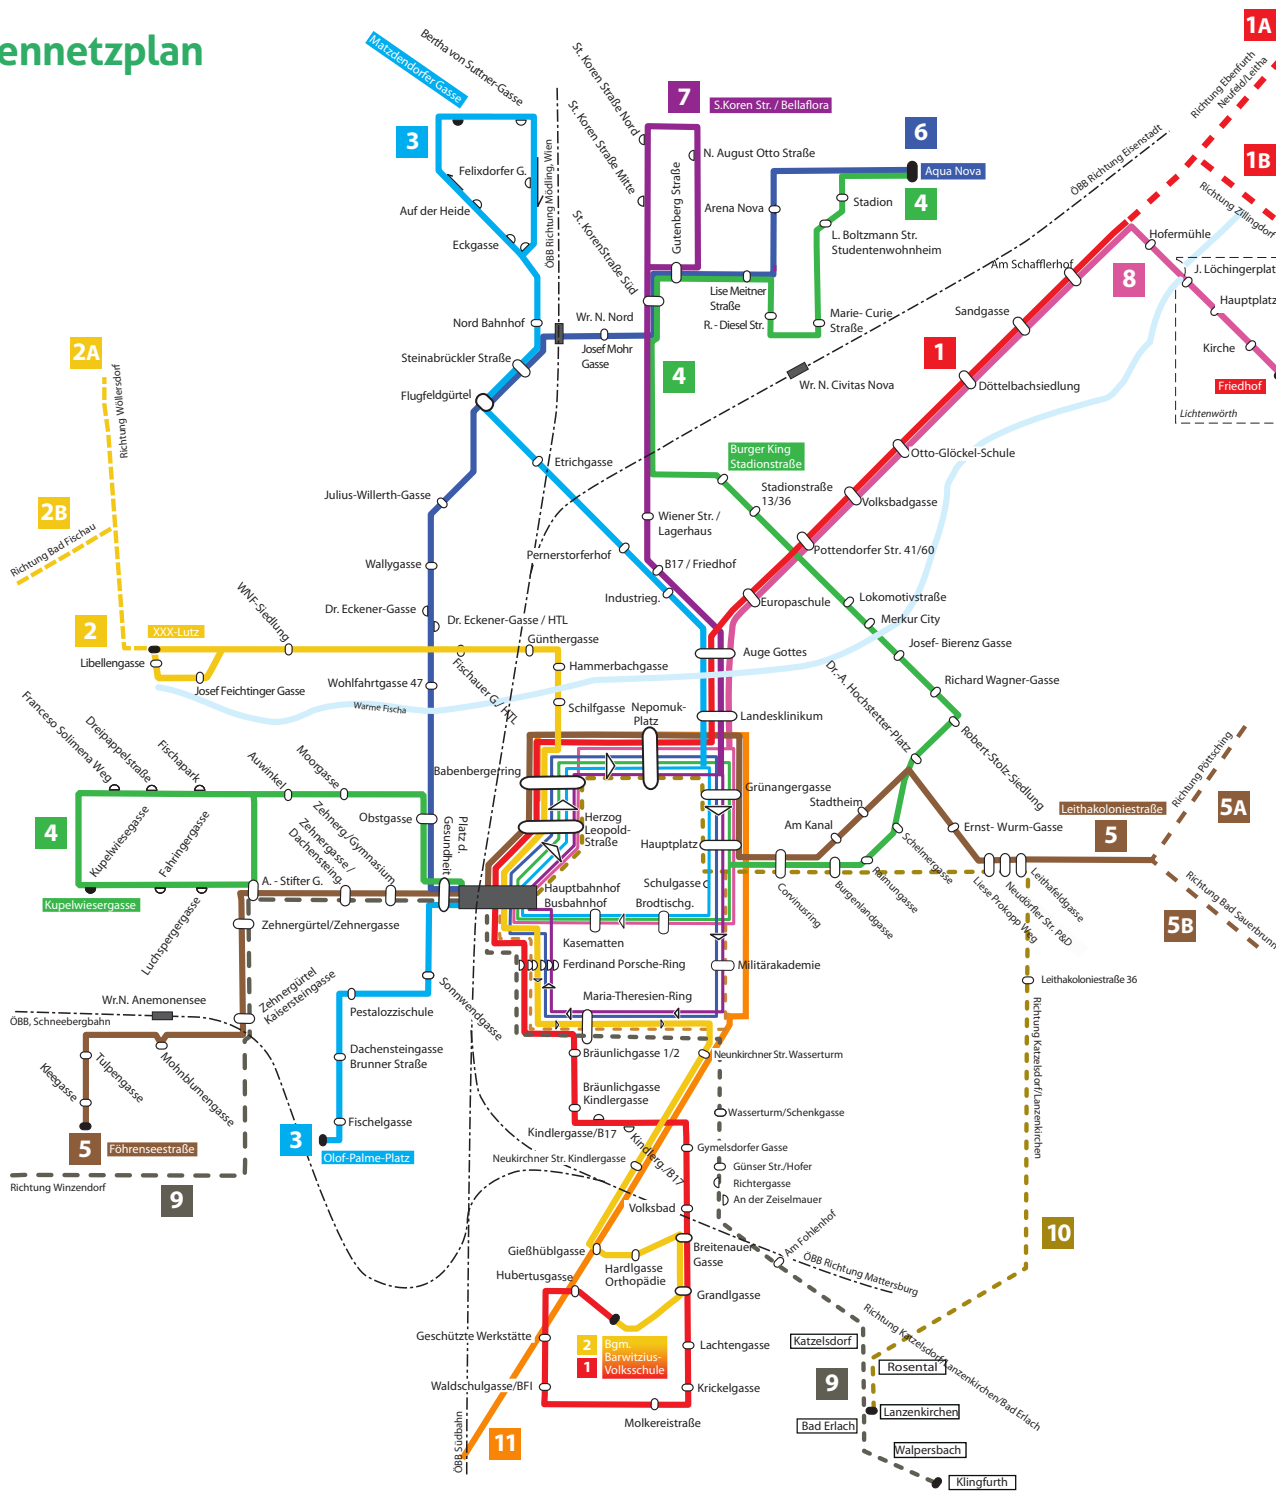 ennetzplan
1A
Richtung Ebenfurth
Neufeld/Leitha
1B
Richtung Zillingdorf
ÖBB Richtung Eisenstadt
Bertha von Suttner-Gasse
Matzdendorfer Gasse
3
Felixdorfer G.
Auf der Heide
Eckgasse
ÖBB Richtung Mödling, Wien
Nord Bahnhof
Steinabrückler Straße
Flugfeldgürtel
St. Koren Straße Nord
St. Koren Straße Mitte
St. KorenStraße Süd
7
S.Koren Str. / Bellaflora
N. August Otto Straße
Gutenberg Straße
6
Aqua Nova
4
Arena Nova
Stadion
L. Boltzmann Str.
Studentenwohnheim
Lise Meitner
Straße
R. - Diesel Str.
Marie- Curie
Straße
Wr. N. Nord
Josef Mohr
Gasse
4
Wr. N. Civitas Nova
Hofermühle
8
J. Löchingerplat
Hauptplatz
Kirche
Friedhof
Lichtenwörth
Am Schafflerhof
Sandgasse
1
Döttelbachsiedlung
Otto-Glöckel-Schule
Volksbadgasse
Pottendorfer Str. 41/60
Europaschule
2A
Richtung Wöllersdorf
2B
Richtung Bad Fischau
2
XXX-Lutz
Libellengasse
Josef Feichtinger Gasse
WNF-Siedlung
Etrichgasse
Julius-Willerth-Gasse
Pernerstorferhof
Wallygasse
Industrieg.
Dr. Eckener-Gasse
Dr. Eckener-Gasse / HTL
Günthergasse
Fischauer G./ HTL
Hammerbachgasse
Schilfgasse
Wohlfahrtgasse 47
Warme Fischa
Burger King
Stadionstraße
Stadionstraße
13/36
Wiener Str. /
Lagerhaus
B17 / Friedhof
Lokomotivstraße
Merkur City
Josef- Bierenz Gasse
Richard Wagner-Gasse
Robert-Stolz-Siedlung
Dr.-A. Hochstetter-Platz
Auge Gottes
Landesklinikum
Nepomuk-
Platz
Babenbergerring
Herzog
Leopold-
Straße
Grünangergasse
Hauptplatz
Schulgasse
Brodtischg.
Kasematten
Hauptbahnhof
Busbahnhof
Franceso Solimena Weg
Dreipappelstraße
Fischapark
Auwinkel
Moorgasse
4
Kupelwiesegasse
Fahringergasse
Kupelwiesergasse
Luchspergergasse
Zehnerg./Gymnasium
Zehnergasse /
Dachensteing.
A. - Stifter G.
Obstgasse
Platz d.
Gesundheit
Stadtheim
Am Kanal
Corvinusring
Burgenlandgasse
Raimungasse
Schelmergasse
Ernst- Wurm-Gasse
Leithakoloniestraße
5
5A
Richtung Pöttsching
5B
Richtung Bad Sauerbrunn
Leithafeldgasse
Neudörfler Str. P&D
Liese Prokopp Weg
Zehnergürtel/Zehnergasse
Zehnergürtel
Kaisersteingasse
Wr.N. Anemonensee
ÖBB, Schneebergbahn
Kleegasse
Tulpengasse
Mohnblumengasse
5
Föhrenseestraße
Richtung Winzendorf
9
Sonnwendgasse
Pestalozzischule
Dachensteingasse
Brunner Straße
Fischelgasse
3
Olof-Palme-Platz
Ferdinand Porsche-Ring
Maria-Theresien-Ring
Militärakademie
Leithakoloniestraße 36
Richtung Katzelsdorf/Lanzenkirchen
Neunkirchner Str. Wasserturm
Bräunlichgasse 1/2
Bräunlichgasse
Kindlergasse
Kindlergasse/B17
Kindlerg./B17
Neukirchner Str. Kindlergasse
Wasserturm/Schenkgasse
Gymelsdorfer Gasse
Günser Str./Hofer
Richtergasse
An der Zeiselmauer
Volksbad
Am Fohlenhof
ÖBB Richtung Mattersburg
10
Gießhüblgasse
Hardlgasse
Orthopädie
Breitenauer
Gasse
Hubertusgasse
Grandlgasse
Geschützte Werkstätte
2
1
Bgm.
Barwitzius-
Volksschule
Lachtengasse
Waldschulgasse/BFI
Krickelgasse
Molkereistraße
11
ÖBB Südbahn
Richtung Katzelsdorf/Lanzenkirchen/Bad Erlach
Katzelsdorf
Rosental
9
Lanzenkirchen
Bad Erlach
Walpersbach
Klingfurth